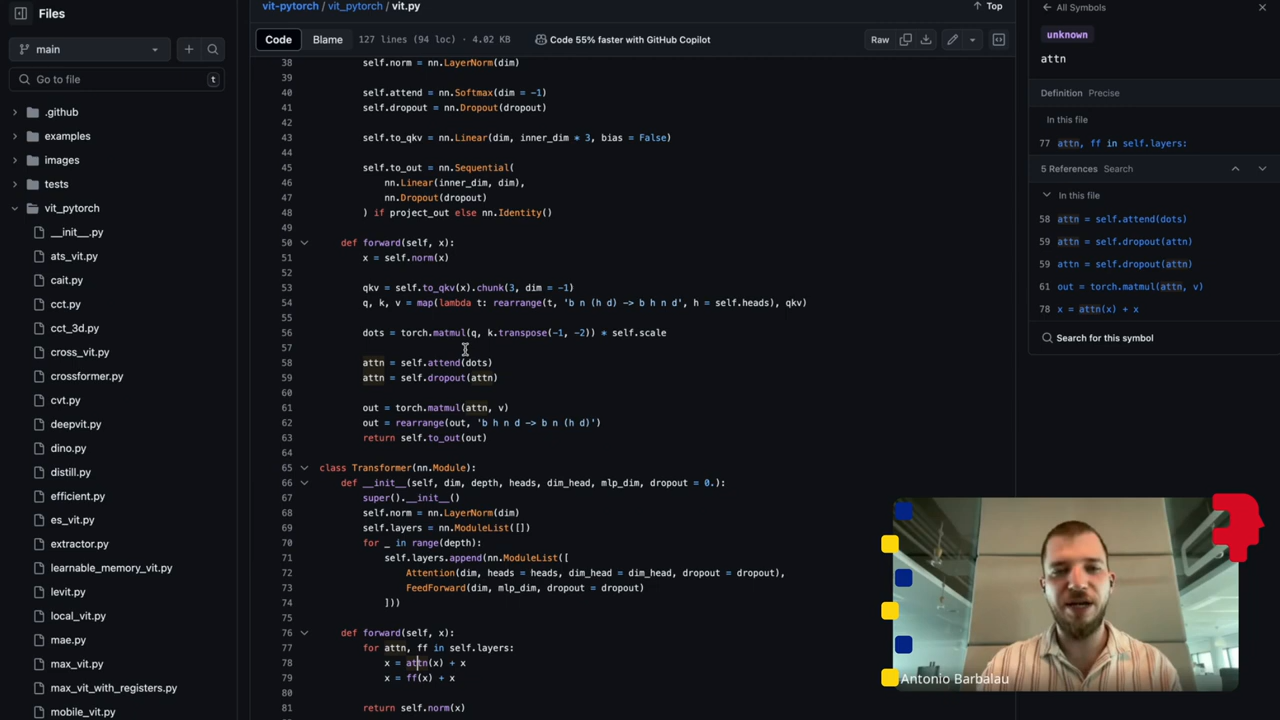 Files
main
Go to file
t
.github
examples
images
tests
vit_pytorch
__init__.py
ats_vit.py
cait.py
cct.py
cct_3d.py
cross_vit.py
crossformer.py
cvt.py
deepvit.py
dino.py
distill.py
efficient.py
es_vit.py
extractor.py
learnable_memory_vit.py
levit.py
local_vit.py
mae.py
max_vit.py
max_vit_with_registers.py
mobile_vit.py
vit-pytorch / vit_pytorch / vit.py
Top
Code Blame 127 lines (94 loc) · 4.02 KB Code 55% faster with GitHub Copilot
Raw
38 self.norm = nn.LayerNorm(dim)
39
40 self.attend = nn.Softmax(dim = -1)
41 self.dropout = nn.Dropout(dropout)
42
43 self.to_qkv = nn.Linear(dim, inner_dim * 3, bias = False)
44
45 self.to_out = nn.Sequential(
46 nn.Linear(inner_dim, dim),
47 nn.Dropout(dropout)
48 ) if project_out else nn.Identity()
49
50 def forward(self, x):
51 x = self.norm(x)
52
53 qkv = self.to_qkv(x).chunk(3, dim = -1)
54 q, k, v = map(lambda t: rearrange(t, 'b n (h d) -> b h n d', h = self.heads), qkv)
55
56 dots = torch.matmul(q, k.transpose(-1, -2)) * self.scale
57
58 attn = self.attend(dots)
59 attn = self.dropout(attn)
60
61 out = torch.matmul(attn, v)
62 out = rearrange(out, 'b h n d -> b n (h d)')
63 return self.to_out(out)
64
65 class Transformer(nn.Module):
66 def __init__(self, dim, depth, heads, dim_head, mlp_dim, dropout = 0.):
67 super().__init__()
68 self.norm = nn.LayerNorm(dim)
69 self.layers = nn.ModuleList([])
70 for _ in range(depth):
71 self.layers.append(nn.ModuleList([
72 Attention(dim, heads = heads, dim_head = dim_head, dropout = dropout),
73 FeedForward(dim, mlp_dim, dropout = dropout)
74 ]))
75
76 def forward(self, x):
77 for attn, ff in self.layers:
78 x = attn(x) + x
79 x = ff(x) + x
80
81 return self.norm(x)
All Symbols
unknown
attn
Definition Precise
In this file
77 attn, ff in self.layers:
5 References Search
In this file
58 attn = self.attend(dots)
59 attn = self.dropout(attn)
59 attn = self.dropout(attn)
61 out = torch.matmul(attn, v)
78 x = attn(x) + x
Search for this symbol
Antonio Barbalau